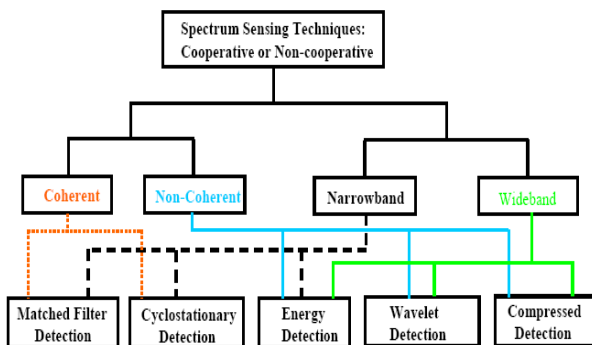 Spectrum Sensing Techniques:
Cooperative or Non-cooperative
Coherent
Non-Coherent
Narrowband
Wideband
Matched Filter
Detection
Cyclostationary
Detection
Energy
Detection
Wavelet
Detection
Compressed
Detection